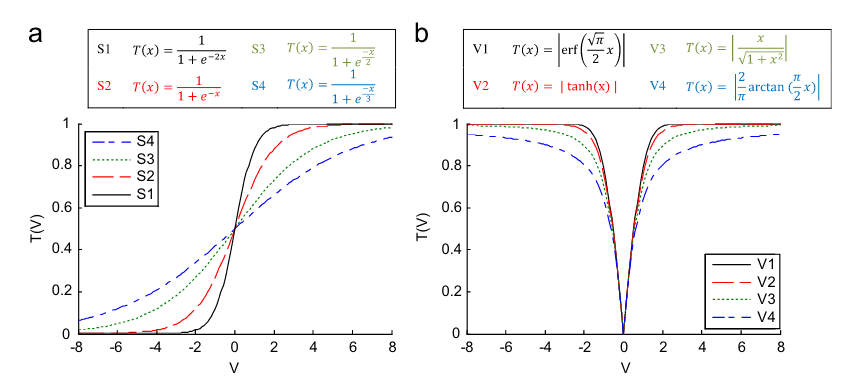 a
S1 T(x) = 1/(1 + e^{-2x}) S3 T(x) = 1/(1 + e^{-x/2})
S2 T(x) = 1/(1 + e^{-x}) S4 T(x) = 1/(1 + e^{-x/3})
1
0.8
0.6
0.4
0.2
0
T(V)
S4
S3
S2
S1
-8 -6 -4 -2 0 2 4 6 8
V
b
V1 T(x) = |erf(√π/2 x)| V3 T(x) = |x/√(1 + x²)|
V2 T(x) = | tanh(x) | V4 T(x) = |2/π arctan (π/2 x)|
1
0.8
0.6
0.4
0.2
0
T(V)
V1
V2
V3
V4
-8 -6 -4 -2 0 2 4 6 8
V